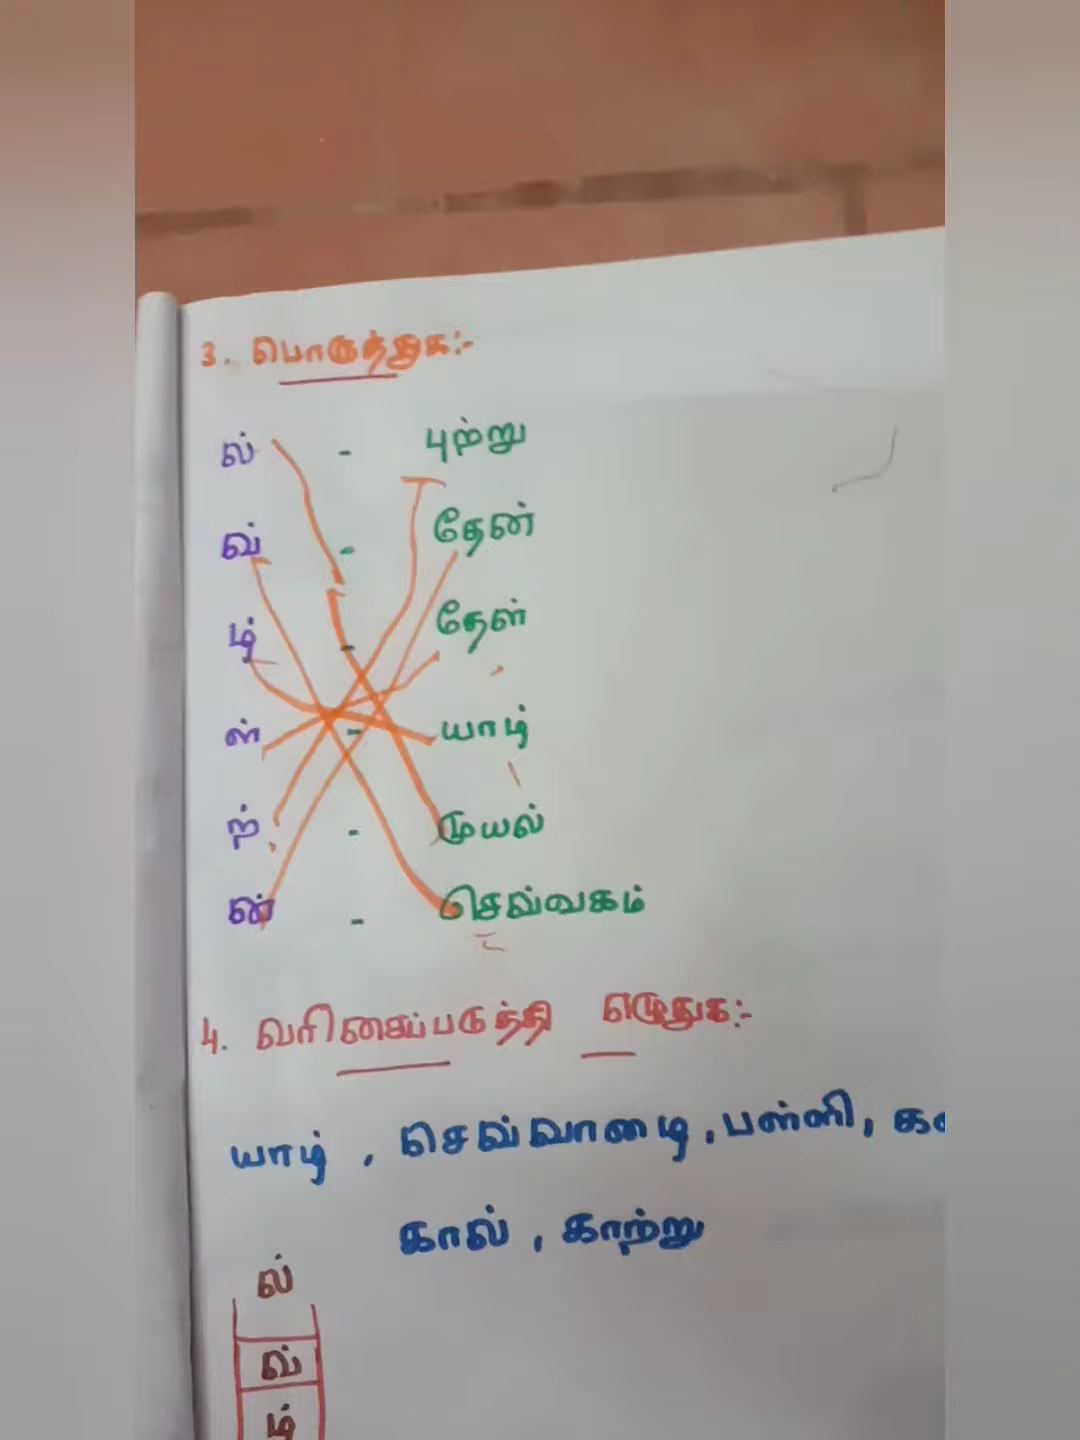 3. பொருத்துக:-
ல் - புற்று
வ் - தேன்
ழ் - தேள்
ள் - யாழ்
ற் - முயல்
ன் - செவ்வகம்
4. வரிசைப்படுத்தி எழுதுக:-
யாழ் , செவ்வாடை , பள்ளி ,
கால் , காற்று
ல்
வ்
ழ்